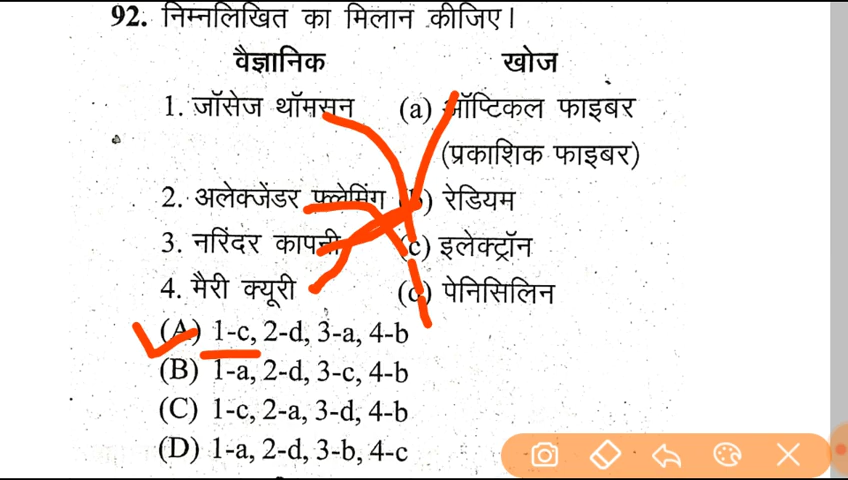 92. निम्नलिखित का मिलान कीजिए।
वैज्ञानिक खोज
1. जॉसेज थॉमसन (a) ऑप्टिकल फाइबर
(प्रकाशिक फाइबर)
2. अलेक्जेंडर फ्लेमिंग (b) रेडियम
3. नरिंदर कापनी (c) इलेक्ट्रॉन
4. मैरी क्यूरी (d) पेनिसिलिन
(A) 1-c, 2-d, 3-a, 4-b
(B) 1-a, 2-d, 3-c, 4-b
(C) 1-c, 2-a, 3-d, 4-b
(D) 1-a, 2-d, 3-b, 4-c